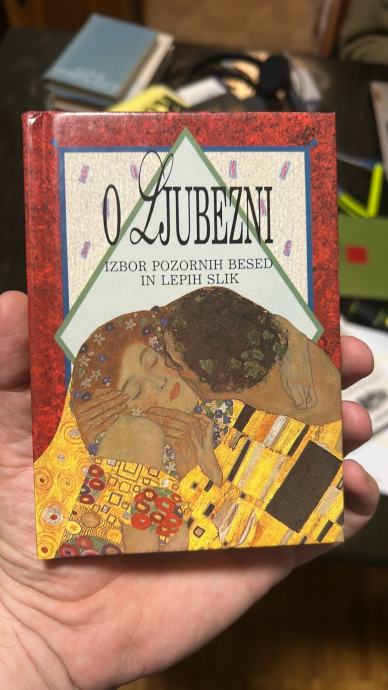 O LJUBEZNI
IZBOR POZORNIH BESED
IN LEPIH SLIK